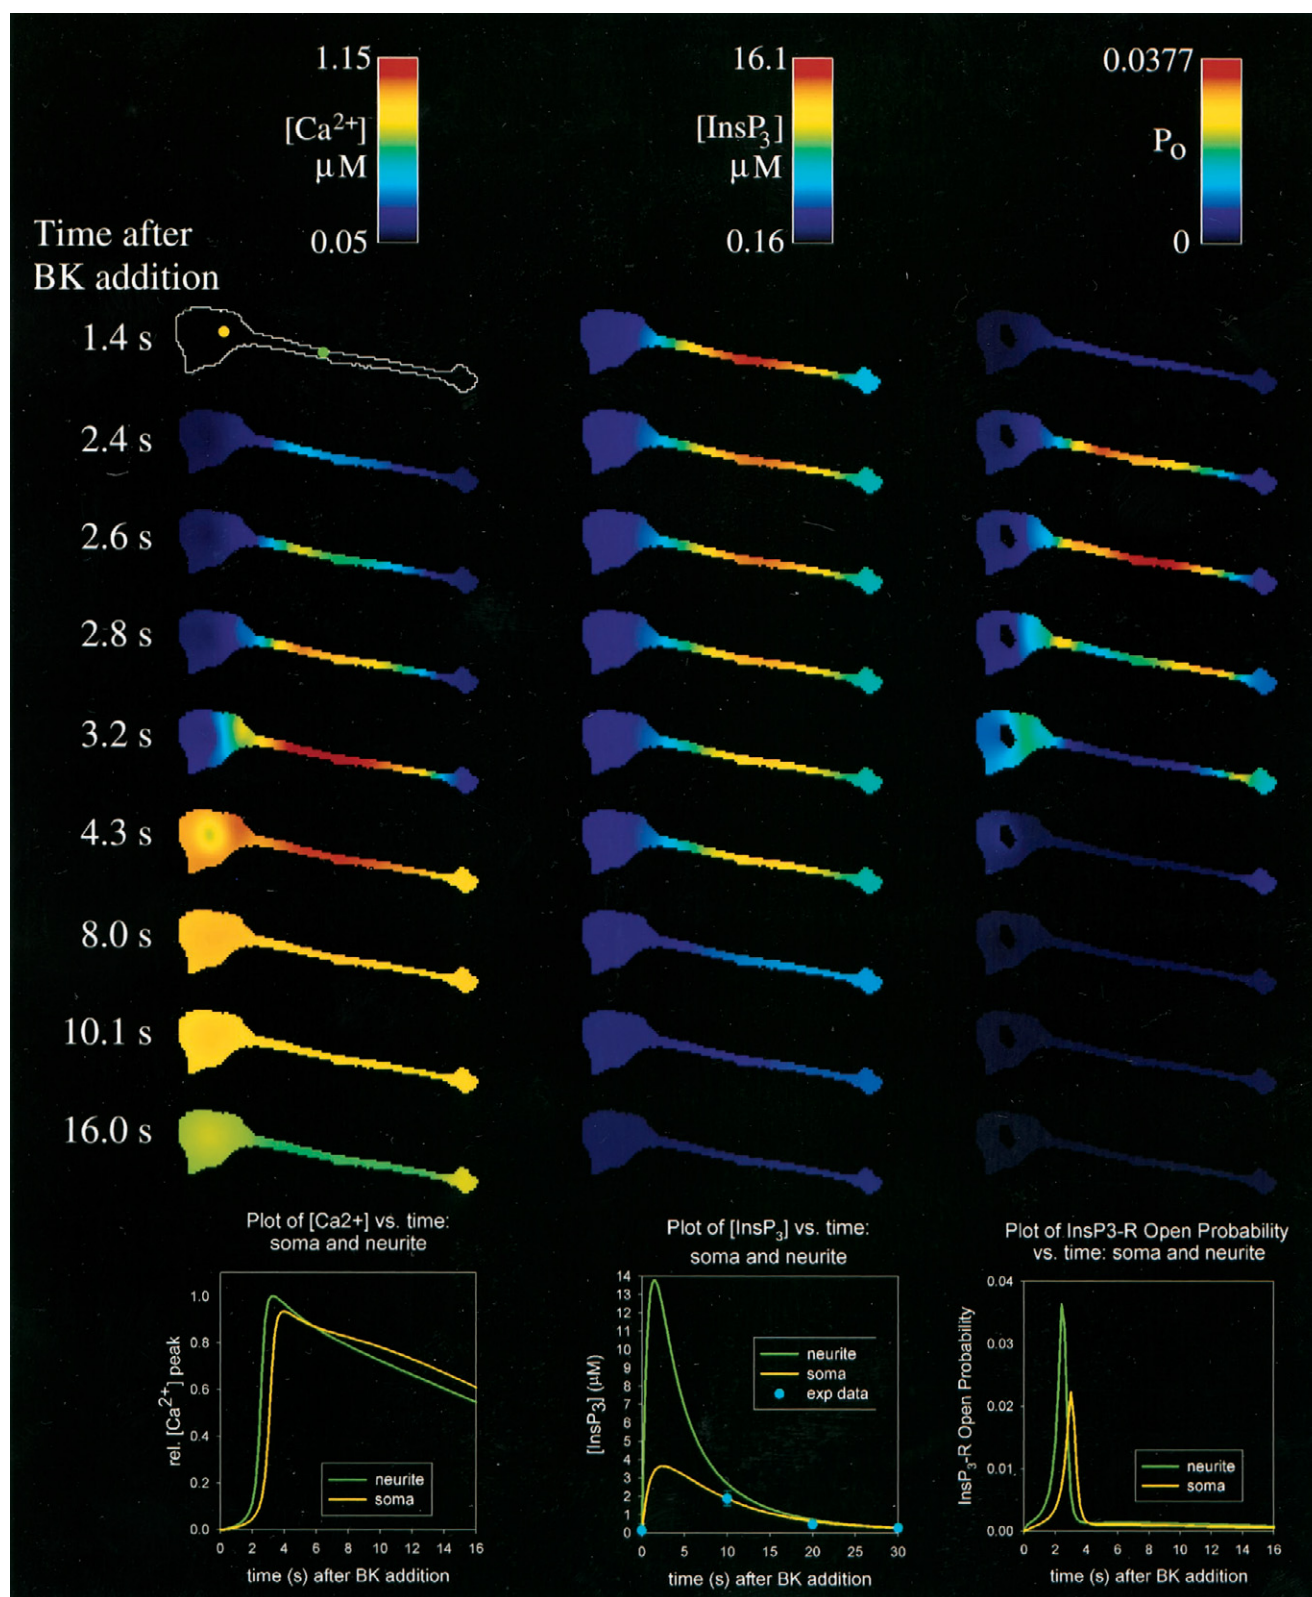 1.15
[Ca²⁺]
μM
0.05
16.1
[InsP₃]
μM
0.16
0.0377
Pₒ
0
Time after
BK addition
1.4 s
2.4 s
2.6 s
2.8 s
3.2 s
4.3 s
8.0 s
10.1 s
16.0 s
Plot of [Ca2+] vs. time:
soma and neurite
rel. [Ca²⁺] peak
1.0
0.8
0.6
0.4
0.2
0.0
neurite
soma
0 2 4 6 8 10 12 14 16
time (s) after BK addition
Plot of [InsP₃] vs. time:
soma and neurite
[InsP₃] (μM)
14
13
12
11
10
9
8
7
6
5
4
3
2
1
0
neurite
soma
exp data
0 5 10 15 20 25 30
time (s) after BK addition
Plot of InsP3-R Open Probability
vs. time: soma and neurite
InsP₃-R Open Probability
0.04
0.03
0.02
0.01
0.00
neurite
soma
0 2 4 6 8 10 12 14 16
time (s) after BK addition